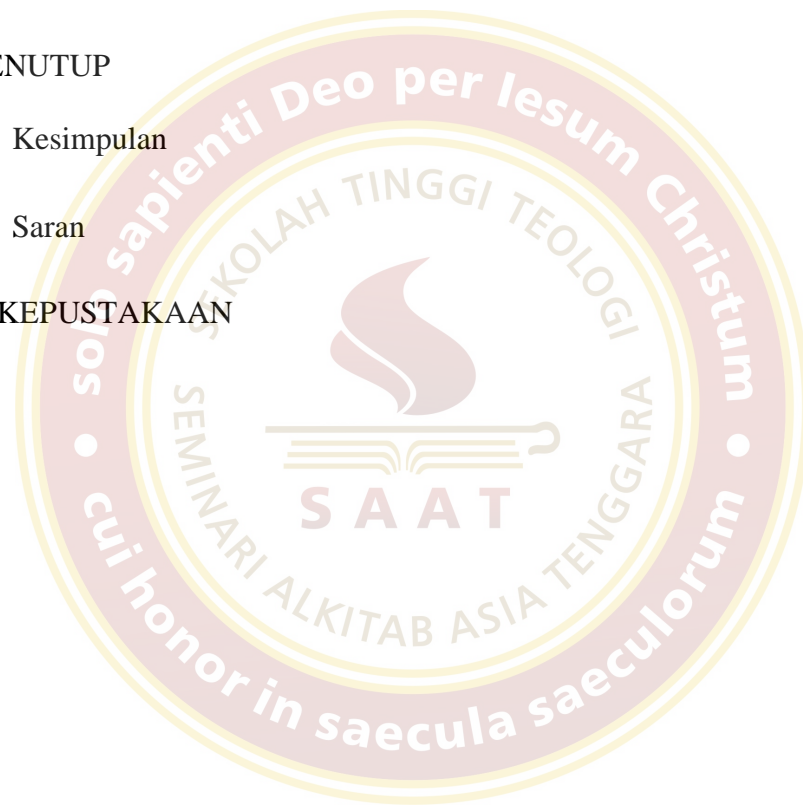 ENUTUP
Kesimpulan
Saran
KEPUSTAKAAN
solo sapienti Deo per Iesum Christum
SEKOLAH TINGGI TEOLOGI
SEMINARI ALKITAB ASIA TENGGARA
SAAT
cui honor in saecula saeculorum